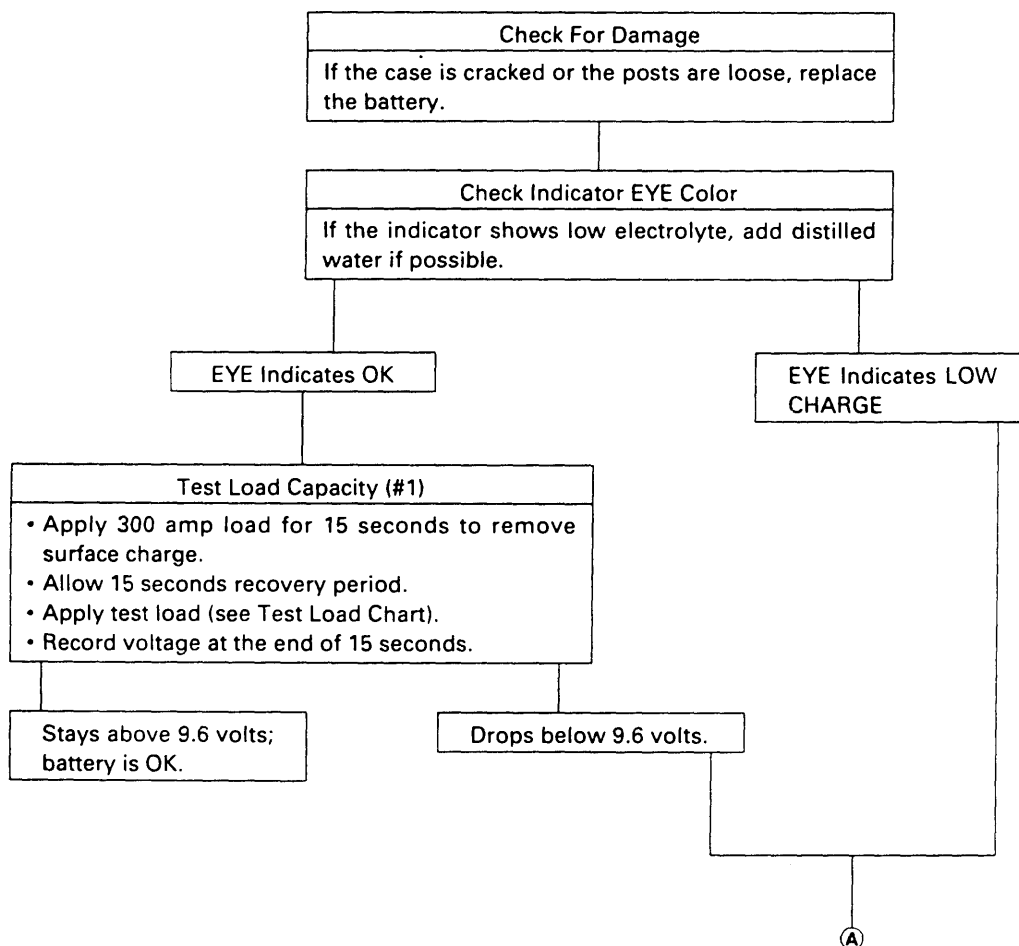 Check For Damage
If the case is cracked or the posts are loose, replace
the battery.
Check Indicator EYE Color
If the indicator shows low electrolyte, add distilled
water if possible.
EYE Indicates OK
EYE Indicates LOW
CHARGE
Test Load Capacity (#1)
• Apply 300 amp load for 15 seconds to remove
surface charge.
• Allow 15 seconds recovery period.
• Apply test load (see Test Load Chart).
• Record voltage at the end of 15 seconds.
Stays above 9.6 volts;
battery is OK.
Drops below 9.6 volts.
A